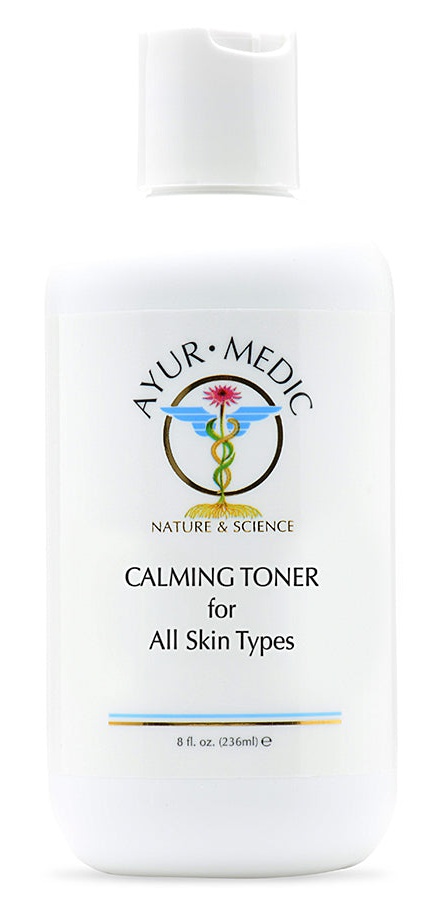 AYUR • MEDIC
NATURE & SCIENCE
CALMING TONER
for
All Skin Types
8 fl. oz. (236ml) ℮